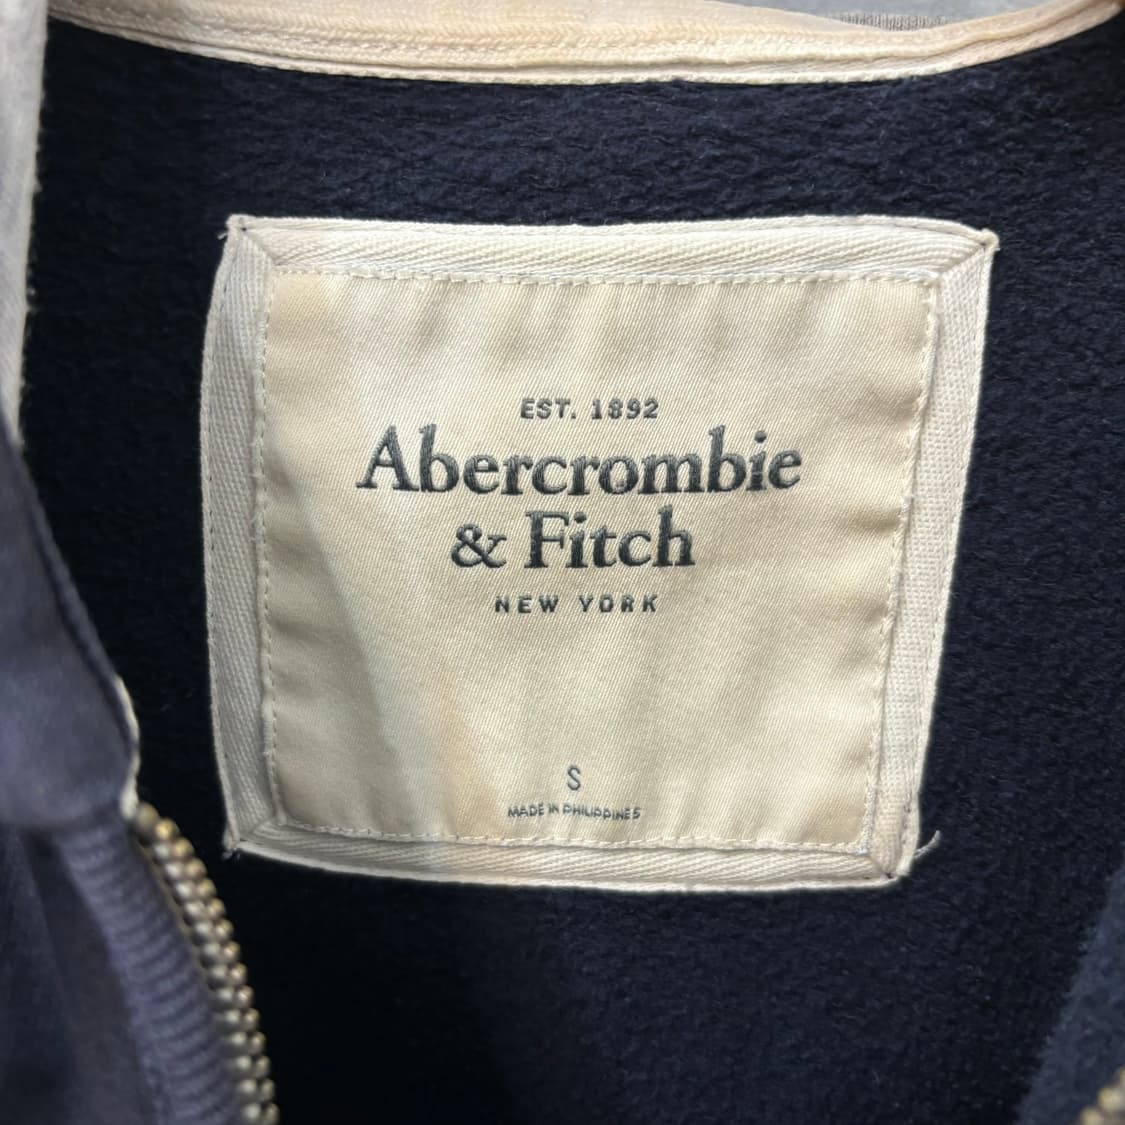 EST. 1892
Abercrombie
& Fitch
NEW YORK
S
MADE IN PHILIPPINES